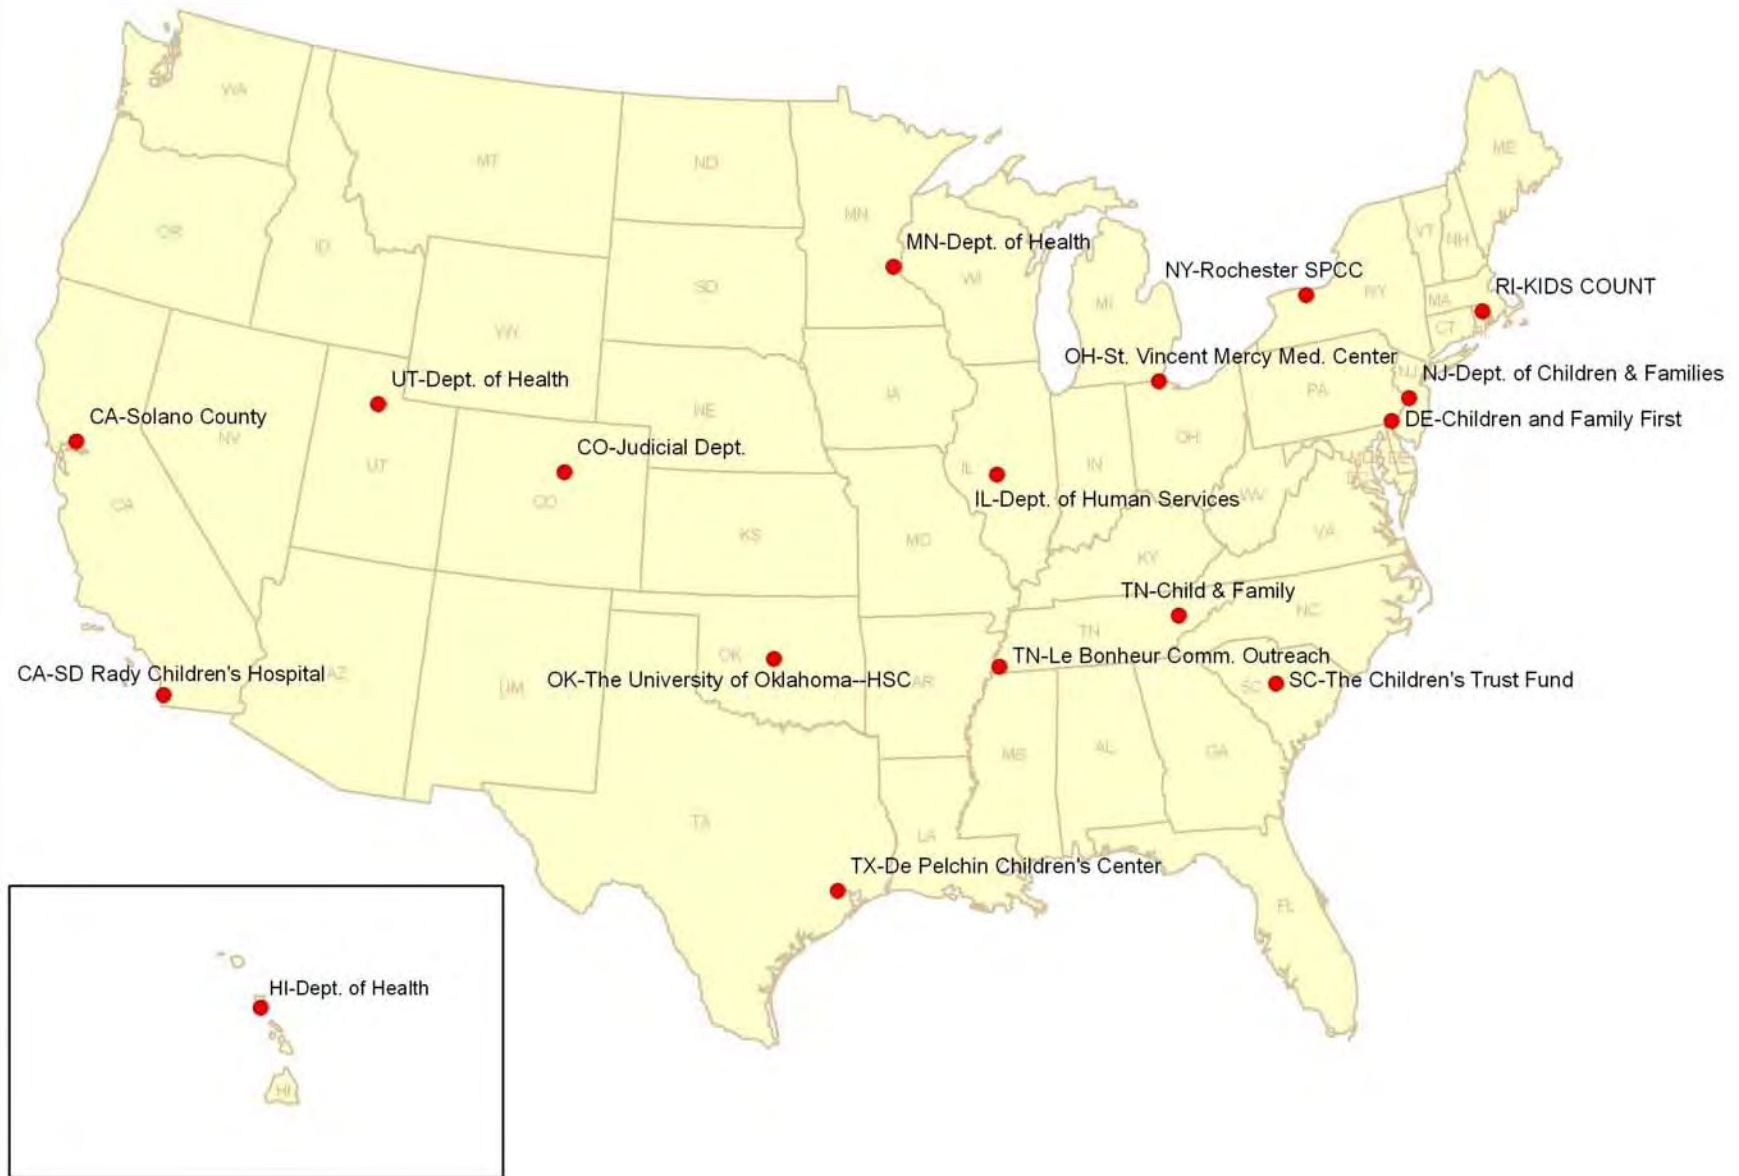 WA
MT
ND
ME
OR
ID
MN
VT
NH
MN-Dept. of Health
SD
WI
MI
NY-Rochester SPCC
NY
RI-KIDS COUNT
MA
WY
CT
RI
OH-St. Vincent Mercy Med. Center
NJ
NJ-Dept. of Children & Families
UT-Dept. of Health
IA
PA
CA-Solano County
NE
DE-Children and Family First
NV
CO-Judicial Dept.
OH
UT
IL
IN
MD
DE
DC
CA
CO
IL-Dept. of Human Services
WV
KS
MO
VA
KY
TN-Child & Family
NC
TN
OK
TN-Le Bonheur Comm. Outreach
CA-SD Rady Children's Hospital
AZ
NM
OK-The University of Oklahoma--HSC
AR
SC
SC-The Children's Trust Fund
MS
AL
GA
TA
LA
TX-De Pelchin Children's Center
FL
HI-Dept. of Health
HI